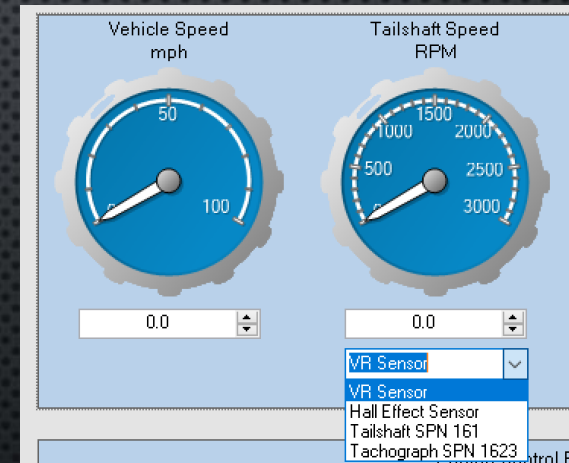 Vehicle Speed
mph
Tailshaft Speed
RPM
50
100
0
500
1000
1500
2000
2500
3000
0.0
0.0
VR Sensor
VR Sensor
Hall Effect Sensor
Tailshaft SPN 161
Tachograph SPN 1623